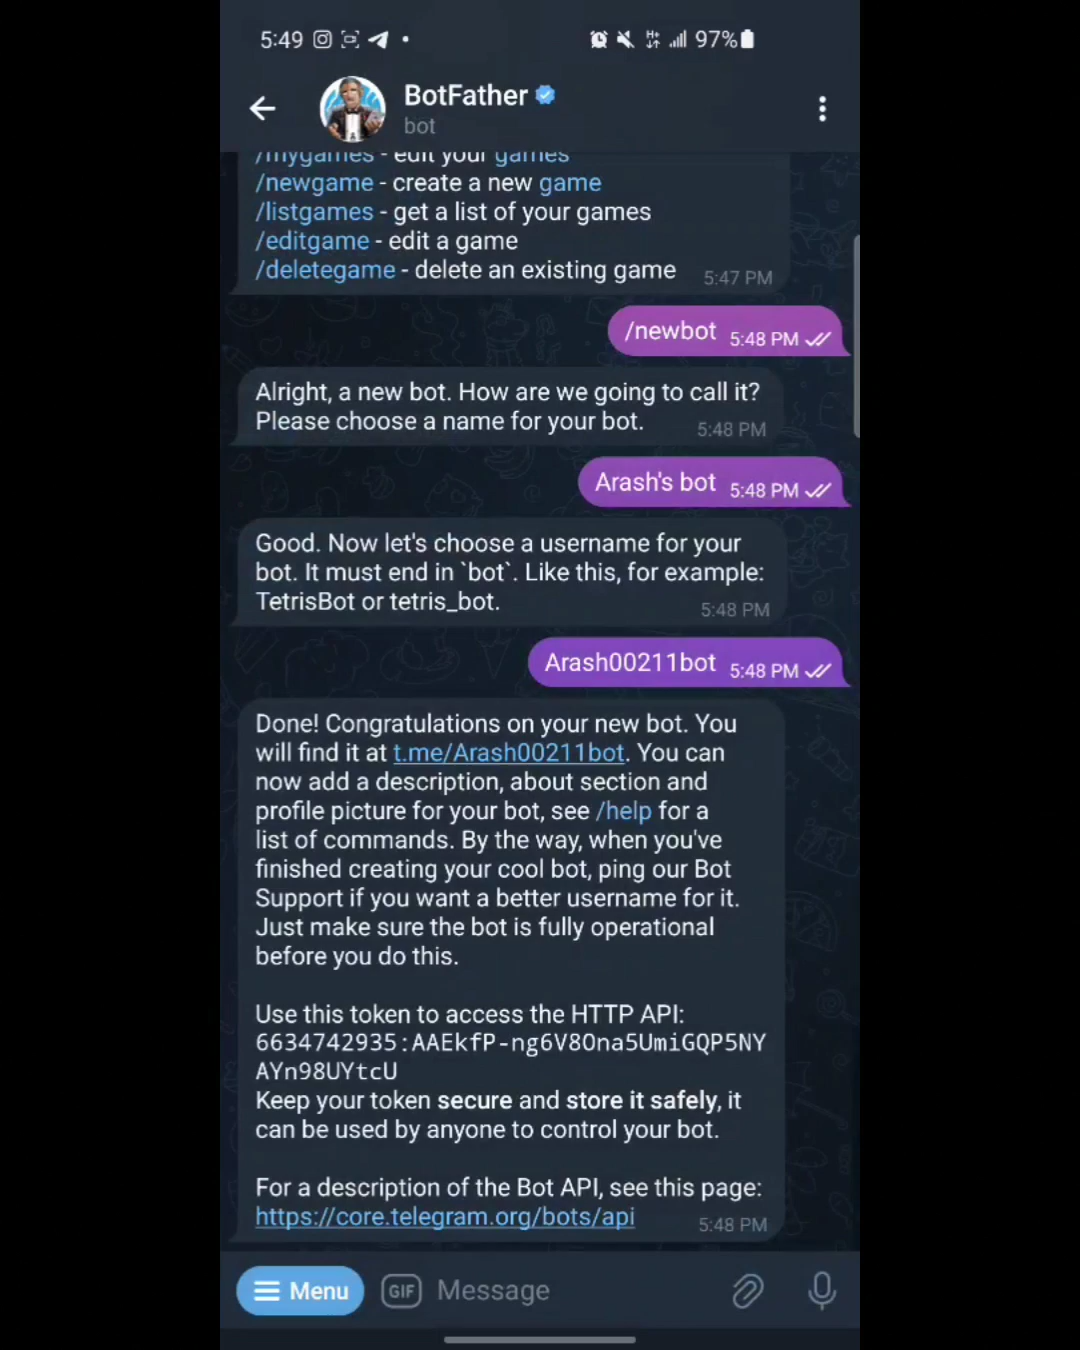 5:49
97%
BotFather
bot
/mygames - edit your games
/newgame - create a new game
/listgames - get a list of your games
/editgame - edit a game
/deletegame - delete an existing game 5:47 PM
/newbot 5:48 PM
Alright, a new bot. How are we going to call it?
Please choose a name for your bot. 5:48 PM
Arash's bot 5:48 PM
Good. Now let's choose a username for your
bot. It must end in `bot`. Like this, for example:
TetrisBot or tetris_bot. 5:48 PM
Arash00211bot 5:48 PM
Done! Congratulations on your new bot. You
will find it at t.me/Arash00211bot. You can
now add a description, about section and
profile picture for your bot, see /help for a
list of commands. By the way, when you've
finished creating your cool bot, ping our Bot
Support if you want a better username for it.
Just make sure the bot is fully operational
before you do this.
Use this token to access the HTTP API:
6634742935:AAEkfP-ng6V8Ona5UmiGQP5NY
AYn98UYtcU
Keep your token secure and store it safely, it
can be used by anyone to control your bot.
For a description of the Bot API, see this page:
https://core.telegram.org/bots/api 5:48 PM
Menu
GIF
Message